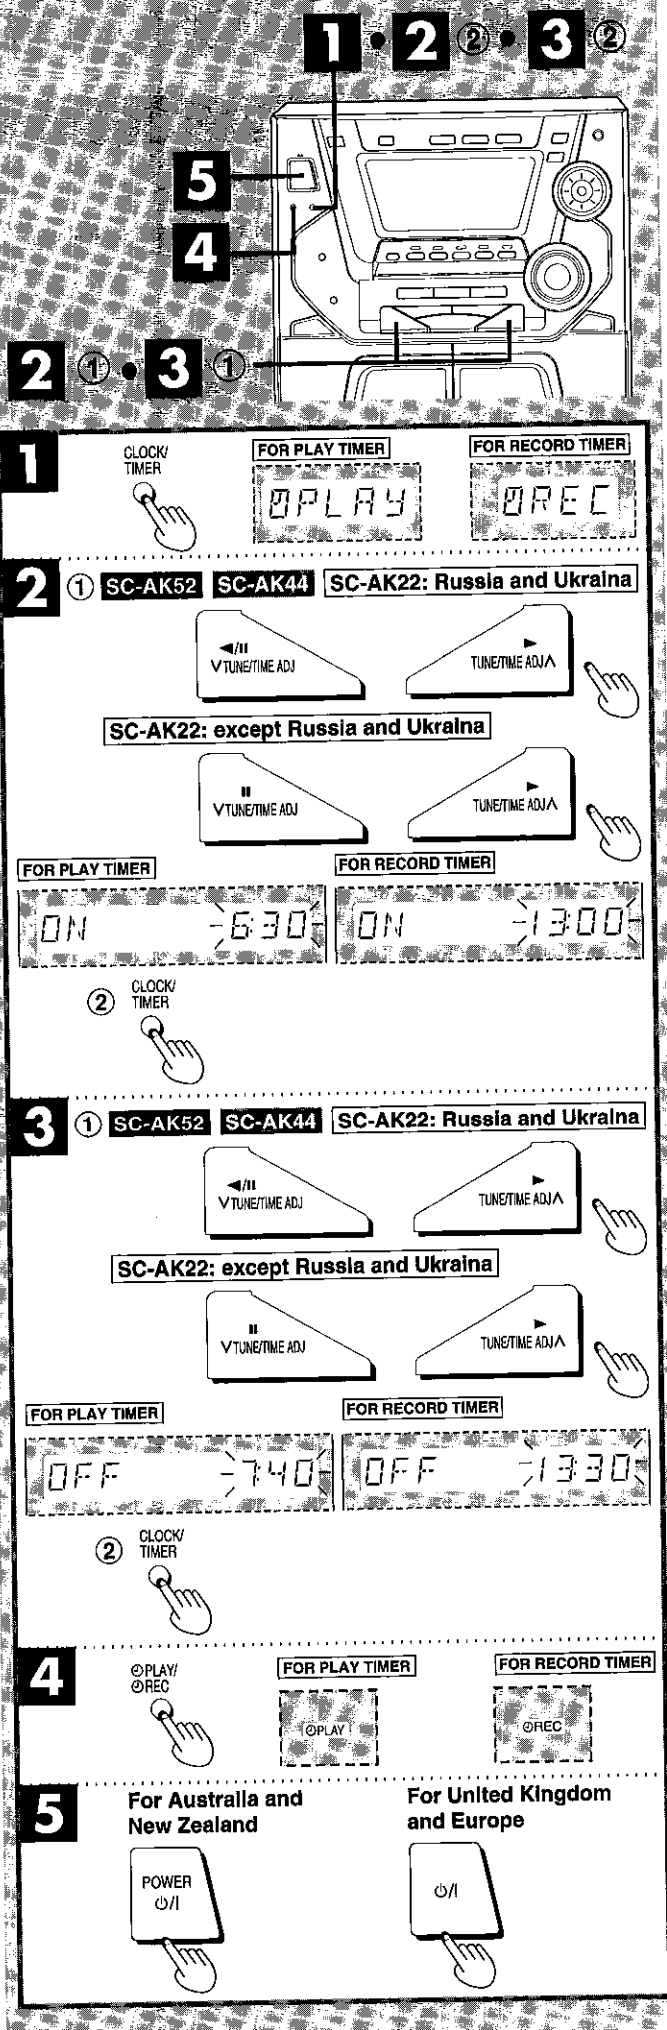 1 • 2 ② • 3 ②
5
4
2 ① • 3 ①
1
CLOCK/
TIMER
FOR PLAY TIMER
PLAY
FOR RECORD TIMER
REC
2 ① SC-AK52 SC-AK44 SC-AK22: Russia and Ukraina
◀/II
∨TUNE/TIME ADJ
▶
TUNE/TIME ADJ∧
SC-AK22: except Russia and Ukraina
II
∨TUNE/TIME ADJ
▶
TUNE/TIME ADJ∧
FOR PLAY TIMER
ON 6:30
FOR RECORD TIMER
ON 13:00
② CLOCK/
TIMER
3 ① SC-AK52 SC-AK44 SC-AK22: Russia and Ukraina
◀/II
∨TUNE/TIME ADJ
▶
TUNE/TIME ADJ∧
SC-AK22: except Russia and Ukraina
II
∨TUNE/TIME ADJ
▶
TUNE/TIME ADJ∧
FOR PLAY TIMER
OFF 7:40
FOR RECORD TIMER
OFF 13:30
② CLOCK/
TIMER
4
⏲PLAY/
⏲REC
FOR PLAY TIMER
⏲PLAY
FOR RECORD TIMER
⏲REC
5
For Australia and
New Zealand
POWER
⏻/I
For United Kingdom
and Europe
⏻/I